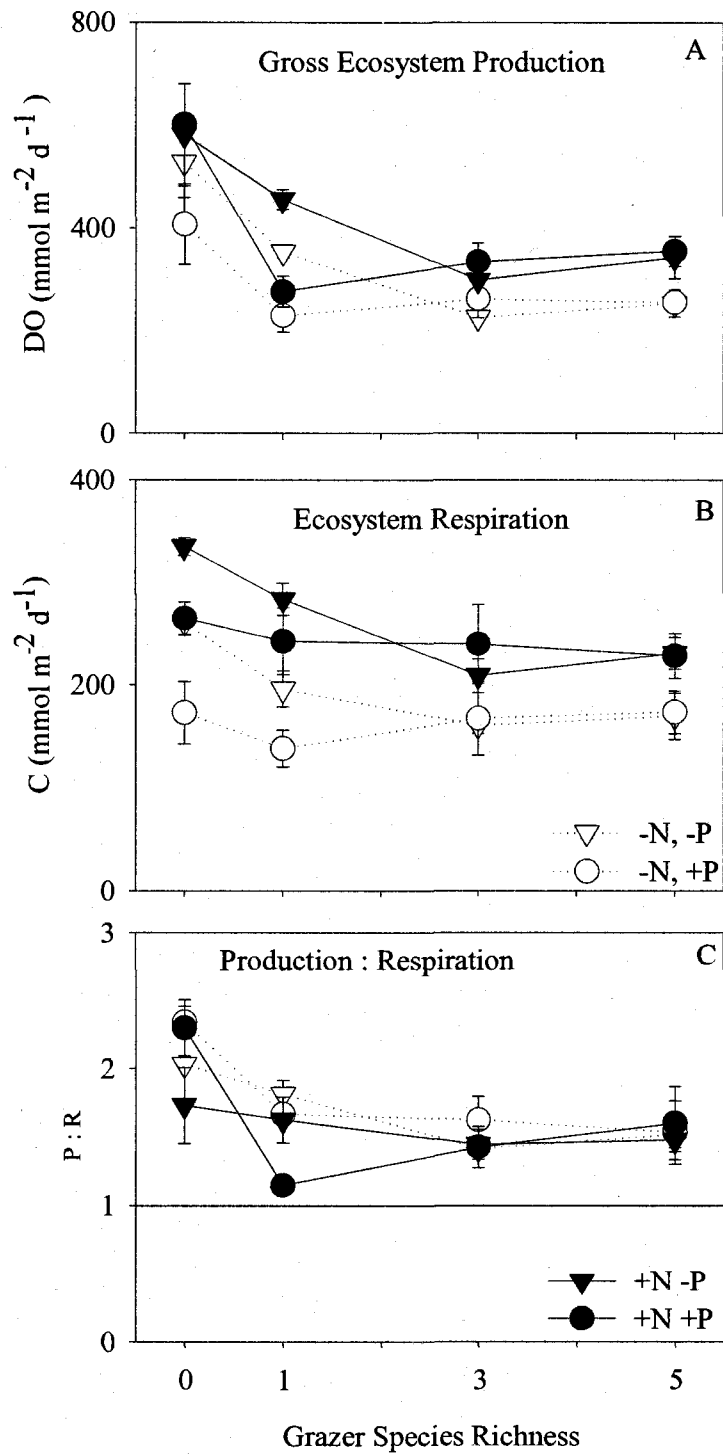 800
A
Gross Ecosystem Production
400
0
DO (mmol m⁻² d⁻¹)
400
B
Ecosystem Respiration
200
0
C (mmol m⁻² d⁻¹)
-N, -P
-N, +P
3
C
Production : Respiration
2
1
0
P : R
+N -P
+N +P
0 1 3 5
Grazer Species Richness